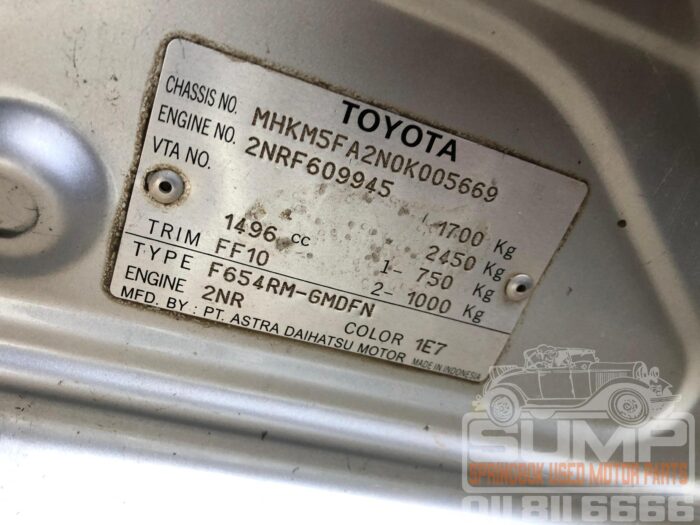 TOYOTA
CHASSIS NO. MHKM5FA2N0K005669
ENGINE NO. 2NRF609945
VTA NO.
1700 Kg
1496 cc 2450 Kg
TRIM FF10 1- 750 Kg
TYPE F654RM-GMDFN 2- 1000 Kg
ENGINE 2NR COLOR 1E7
MFD. BY : PT. ASTRA DAIHATSU MOTOR MADE IN INDONESIA
SUMP
SPRINGBOK USED MOTOR PARTS
011 811 6666